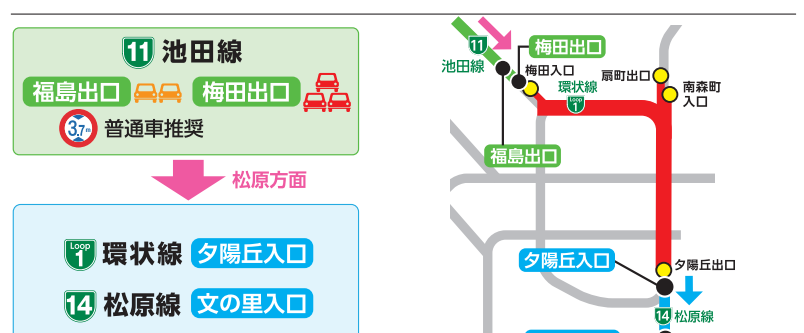 11 池田線
福島出口 梅田出口
3.7m 普通車推奨
松原方面
Loop 1 環状線 夕陽丘入口
14 松原線 文の里入口
11 梅田出口
池田線 梅田入口 扇町出口
環状線 南森町
入口
Loop 1
福島出口
夕陽丘入口 夕陽丘出口
14 松原線